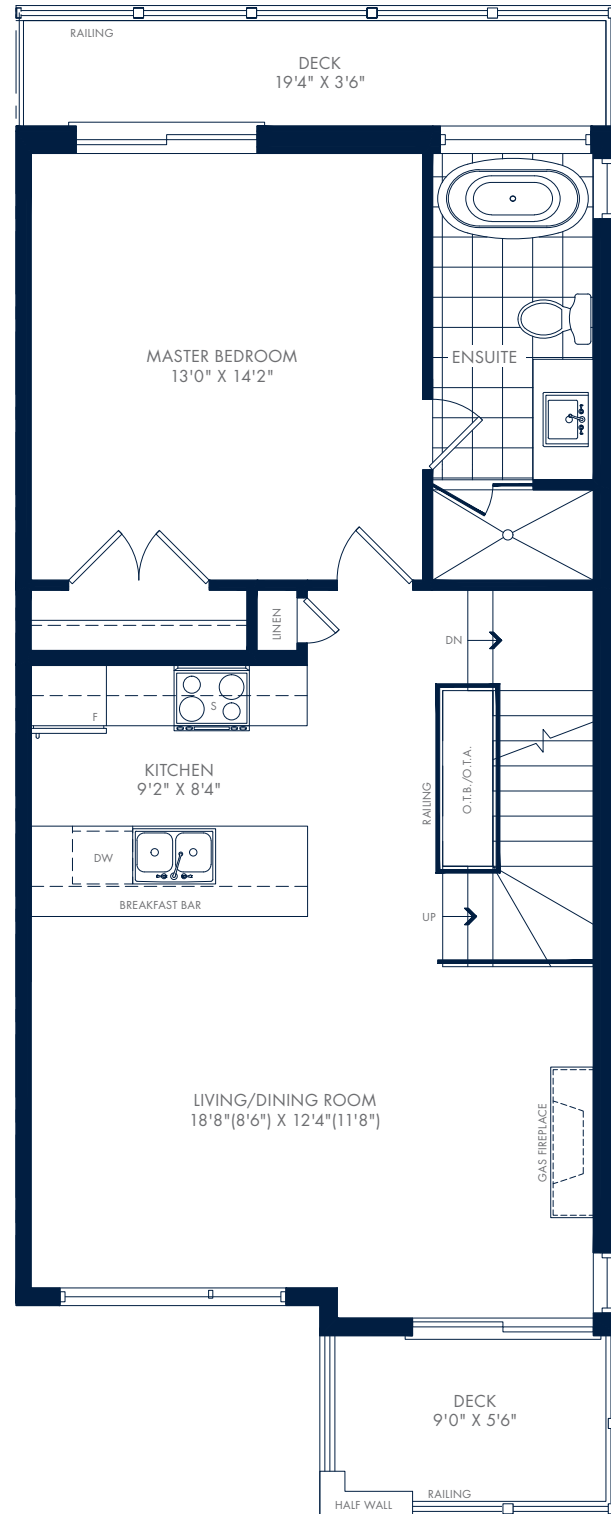 RAILING
DECK
19'4" X 3'6"
MASTER BEDROOM
13'0" X 14'2"
ENSUITE
LINEN
DN
F
S
KITCHEN
9'2" X 8'4"
RAILING
O.T.B./O.T.A.
DW
BREAKFAST BAR
UP
LIVING/DINING ROOM
18'8"(8'6") X 12'4"(11'8")
GAS FIREPLACE
DECK
9'0" X 5'6"
RAILING
HALF WALL